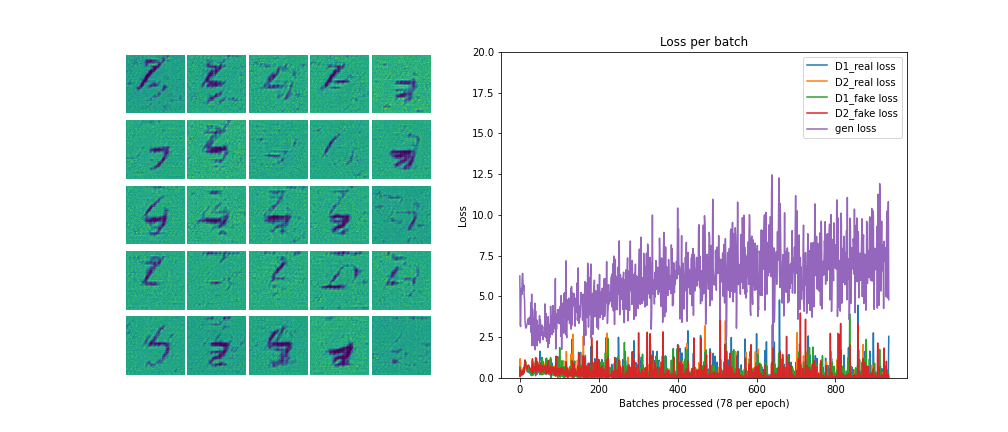 Loss per batch
20.0
17.5
15.0
12.5
10.0
7.5
5.0
2.5
0.0
Loss
D1_real loss
D2_real loss
D1_fake loss
D2_fake loss
gen loss
0
200
400
600
800
Batches processed (78 per epoch)